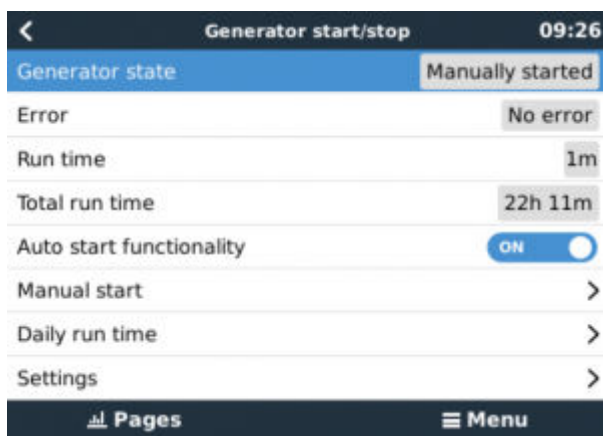 Generator start/stop 09:26
Generator state Manually started
Error No error
Run time 1m
Total run time 22h 11m
Auto start functionality ON
Manual start
Daily run time
Settings
Pages Menu